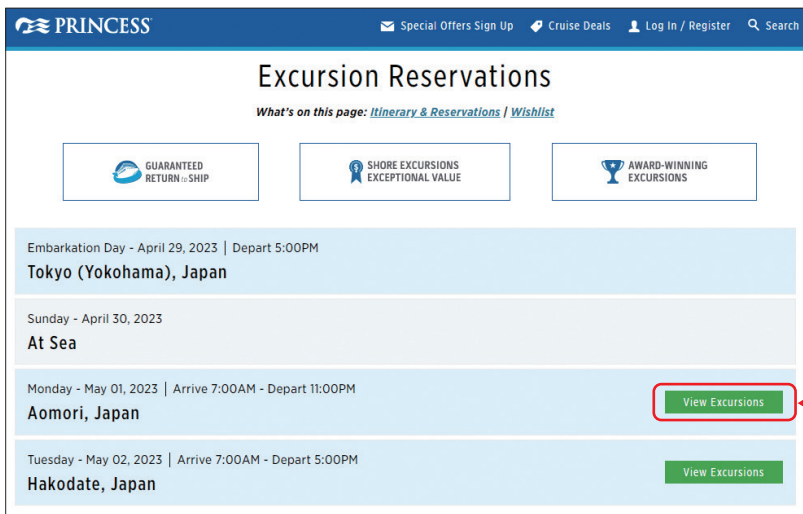 PRINCESS
Special Offers Sign Up Cruise Deals Log In / Register Search
Excursion Reservations
What's on this page: Itinerary & Reservations | Wishlist
GUARANTEED
RETURN to SHIP
SHORE EXCURSIONS
EXCEPTIONAL VALUE
AWARD-WINNING
EXCURSIONS
Embarkation Day - April 29, 2023 | Depart 5:00PM
Tokyo (Yokohama), Japan
Sunday - April 30, 2023
At Sea
Monday - May 01, 2023 | Arrive 7:00AM - Depart 11:00PM
Aomori, Japan
View Excursions
Tuesday - May 02, 2023 | Arrive 7:00AM - Depart 5:00PM
Hakodate, Japan
View Excursions